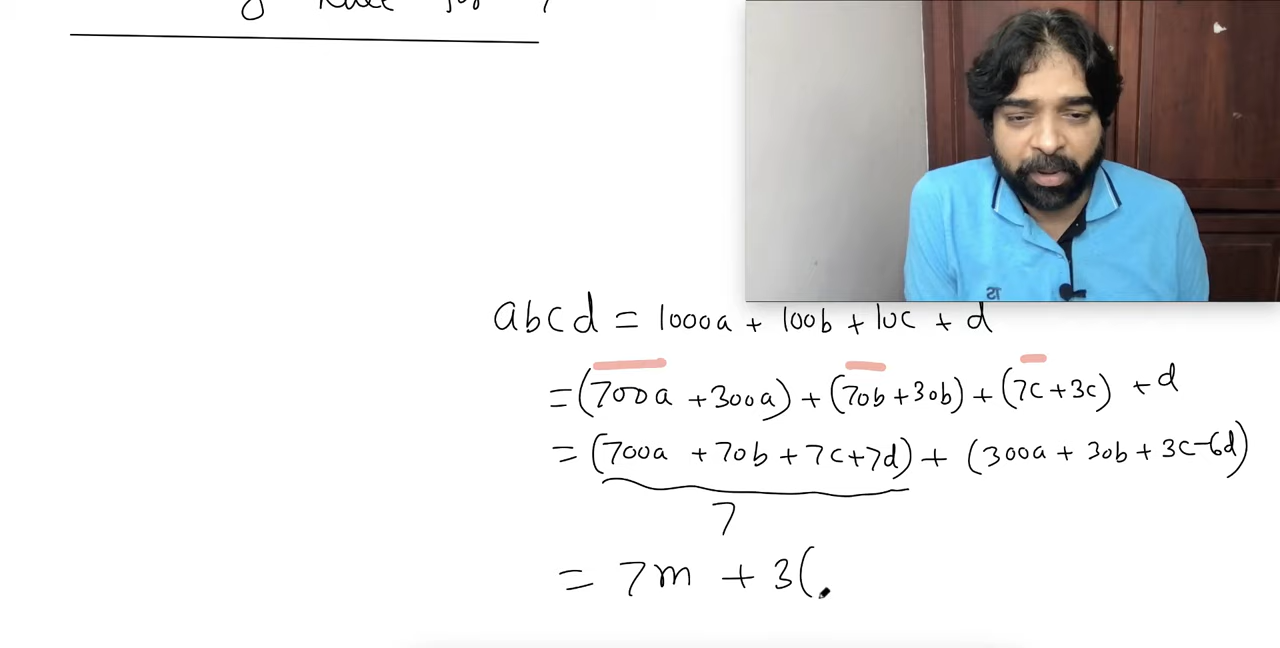 abcd = 1000a + 100b + 10c + d
= (700a + 300a) + (70b + 30b) + (7c + 3c) + d
= (700a + 70b + 7c + 7d) + (300a + 30b + 3c - 6d)
7
= 7m + 3(